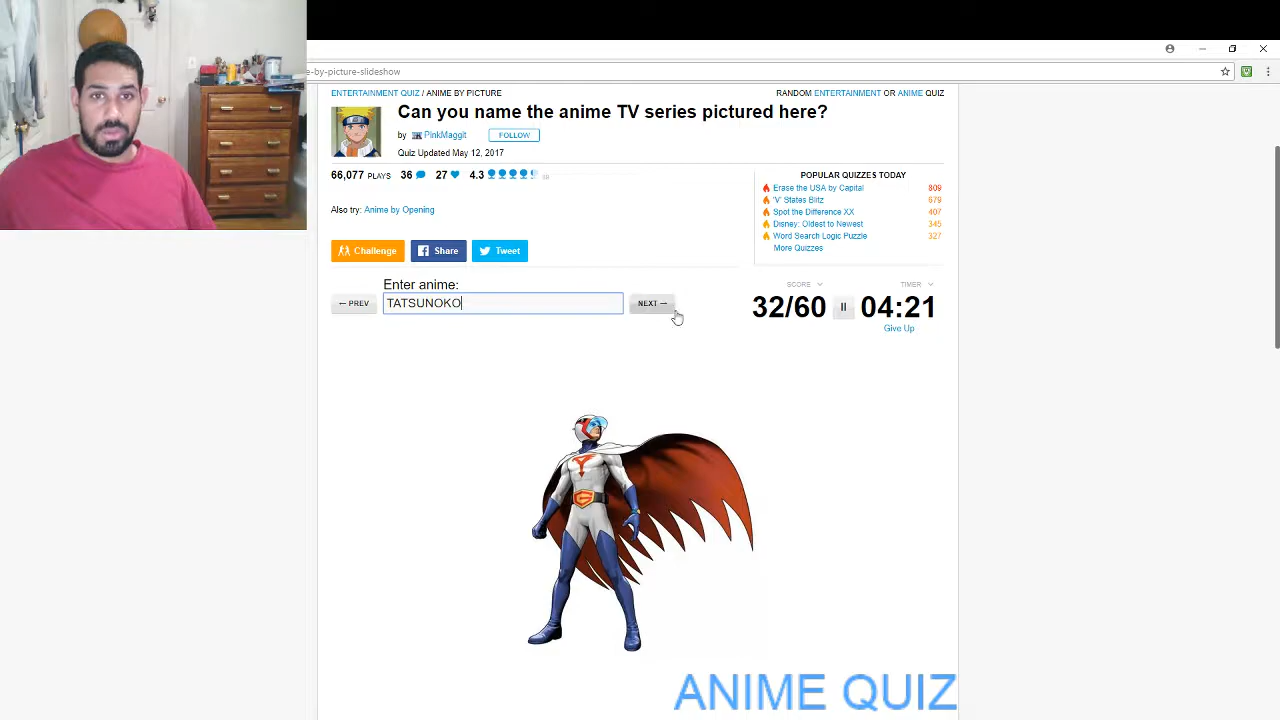 e-by-picture-slideshow
ENTERTAINMENT QUIZ / ANIME BY PICTURE
RANDOM ENTERTAINMENT OR ANIME QUIZ
Can you name the anime TV series pictured here?
by PinkMaggit FOLLOW
Quiz Updated May 12, 2017
66,077 PLAYS 36 27 4.3
POPULAR QUIZZES TODAY
Erase the USA by Capital 809
'V' States Blitz 679
Spot the Difference XX 407
Disney: Oldest to Newest 345
Word Search Logic Puzzle 327
More Quizzes
Also try: Anime by Opening
Challenge Share Tweet
Enter anime:
← PREV TATSUNOKO NEXT →
SCORE TIMER
32/60 04:21
Give Up
G
ANIME QUIZ